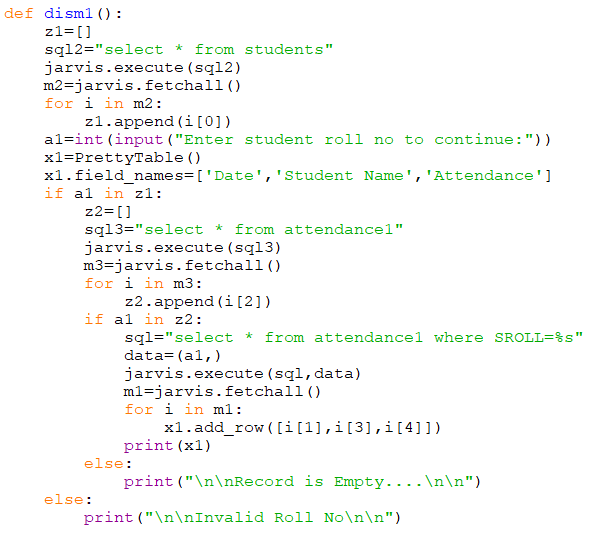 def dism1():
    z1=[]
    sql2="select * from students"
    jarvis.execute(sql2)
    m2=jarvis.fetchall()
    for i in m2:
        z1.append(i[0])
    a1=int(input("Enter student roll no to continue:"))
    x1=PrettyTable()
    x1.field_names=['Date','Student Name','Attendance']
    if a1 in z1:
        z2=[]
        sql3="select * from attendance1"
        jarvis.execute(sql3)
        m3=jarvis.fetchall()
        for i in m3:
            z2.append(i[2])
        if a1 in z2:
            sql="select * from attendance1 where SROLL=%s"
            data=(a1,)
            jarvis.execute(sql,data)
            m1=jarvis.fetchall()
            for i in m1:
                x1.add_row([i[1],i[3],i[4]])
            print(x1)
        else:
            print("\n\nRecord is Empty....\n\n")
    else:
        print("\n\nInvalid Roll No\n\n")